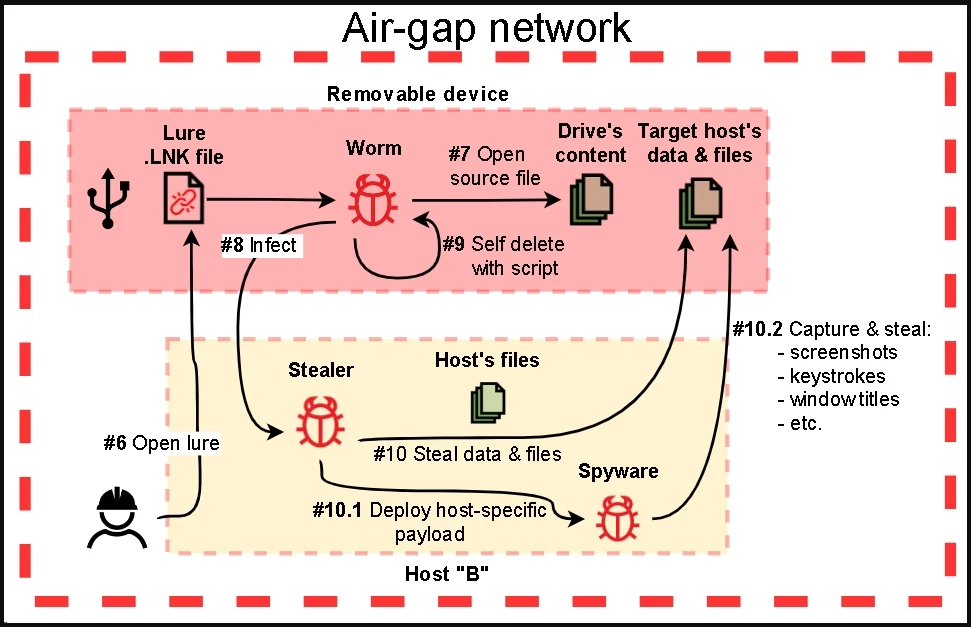 Air-gap network
Removable device
Lure
.LNK file
Worm
#7 Open
source file
Drive's
content
Target host's
data & files
#8 Infect
#9 Self delete
with script
#10.2 Capture & steal:
- screenshots
- keystrokes
- window titles
- etc.
Stealer
Host's files
#6 Open lure
#10 Steal data & files
Spyware
#10.1 Deploy host-specific
payload
Host "B"